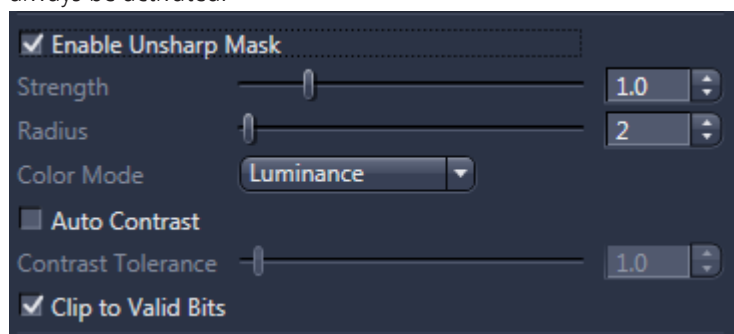 always be activated.
Enable Unsharp Mask
Strength 1.0
Radius 2
Color Mode Luminance
Auto Contrast
Contrast Tolerance 1.0
Clip to Valid Bits